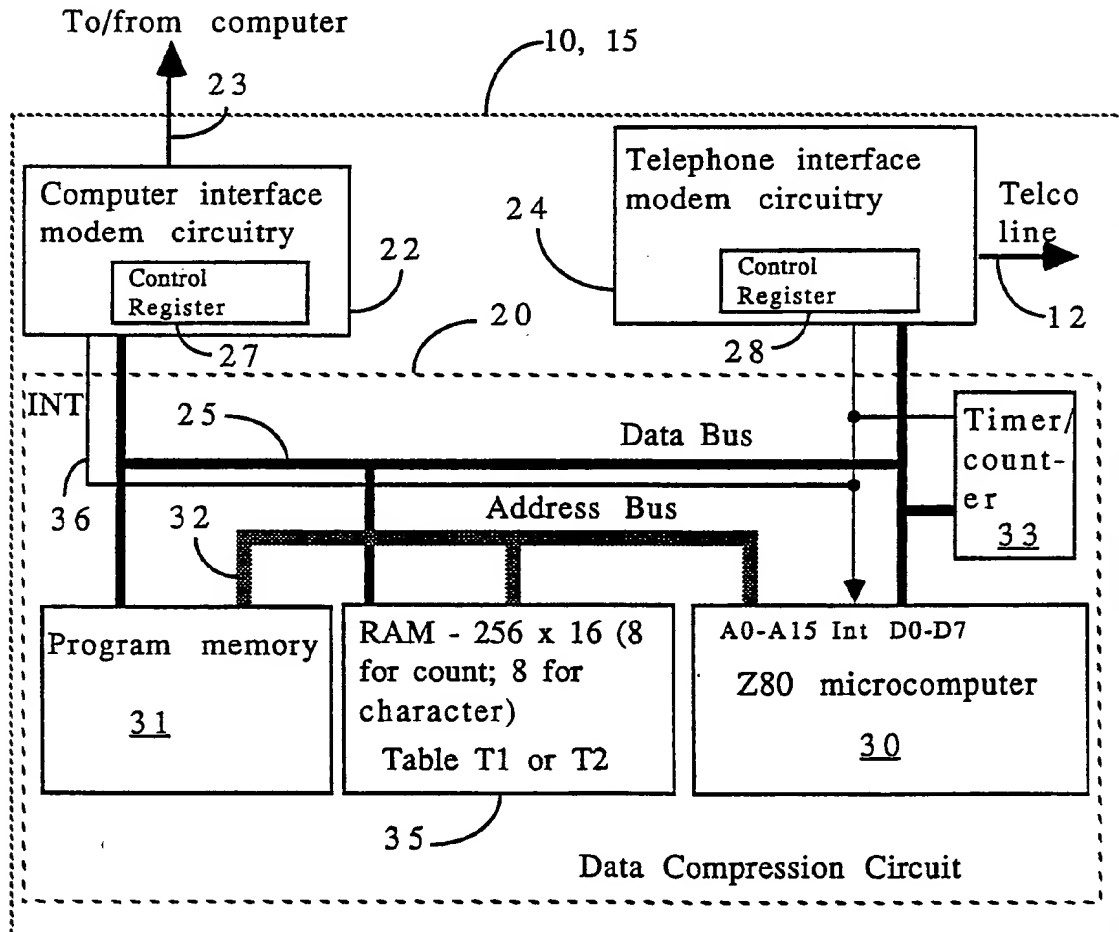 To/from computer
10, 15
23
Computer interface
modem circuitry
Control
Register
22
27
Telephone interface
modem circuitry
24
Control
Register
28
Telco
line
12
20
INT
25
Data Bus
Timer/
count-
er
33
36
32
Address Bus
Program memory
31
RAM - 256 x 16 (8
for count; 8 for
character)
Table T1 or T2
35
A0-A15 Int D0-D7
Z80 microcomputer
30
Data Compression Circuit